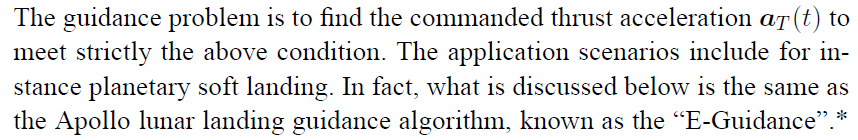 The guidance problem is to find the commanded thrust acceleration a_T(t) to
meet strictly the above condition. The application scenarios include for in-
stance planetary soft landing. In fact, what is discussed below is the same as
the Apollo lunar landing guidance algorithm, known as the “E-Guidance”.*